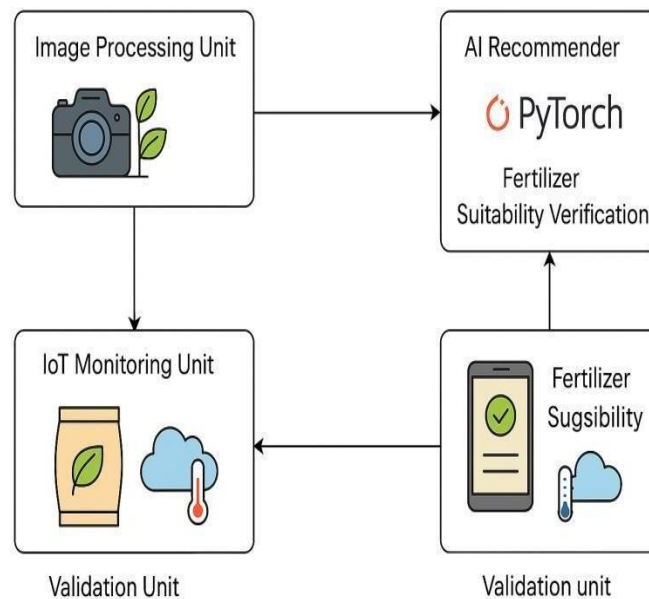 Image Processing Unit
AI Recommender
PyTorch
Fertilizer
Suitability Verification
IoT Monitoring Unit
Fertilizer
Sugsibility
Validation Unit
Validation unit